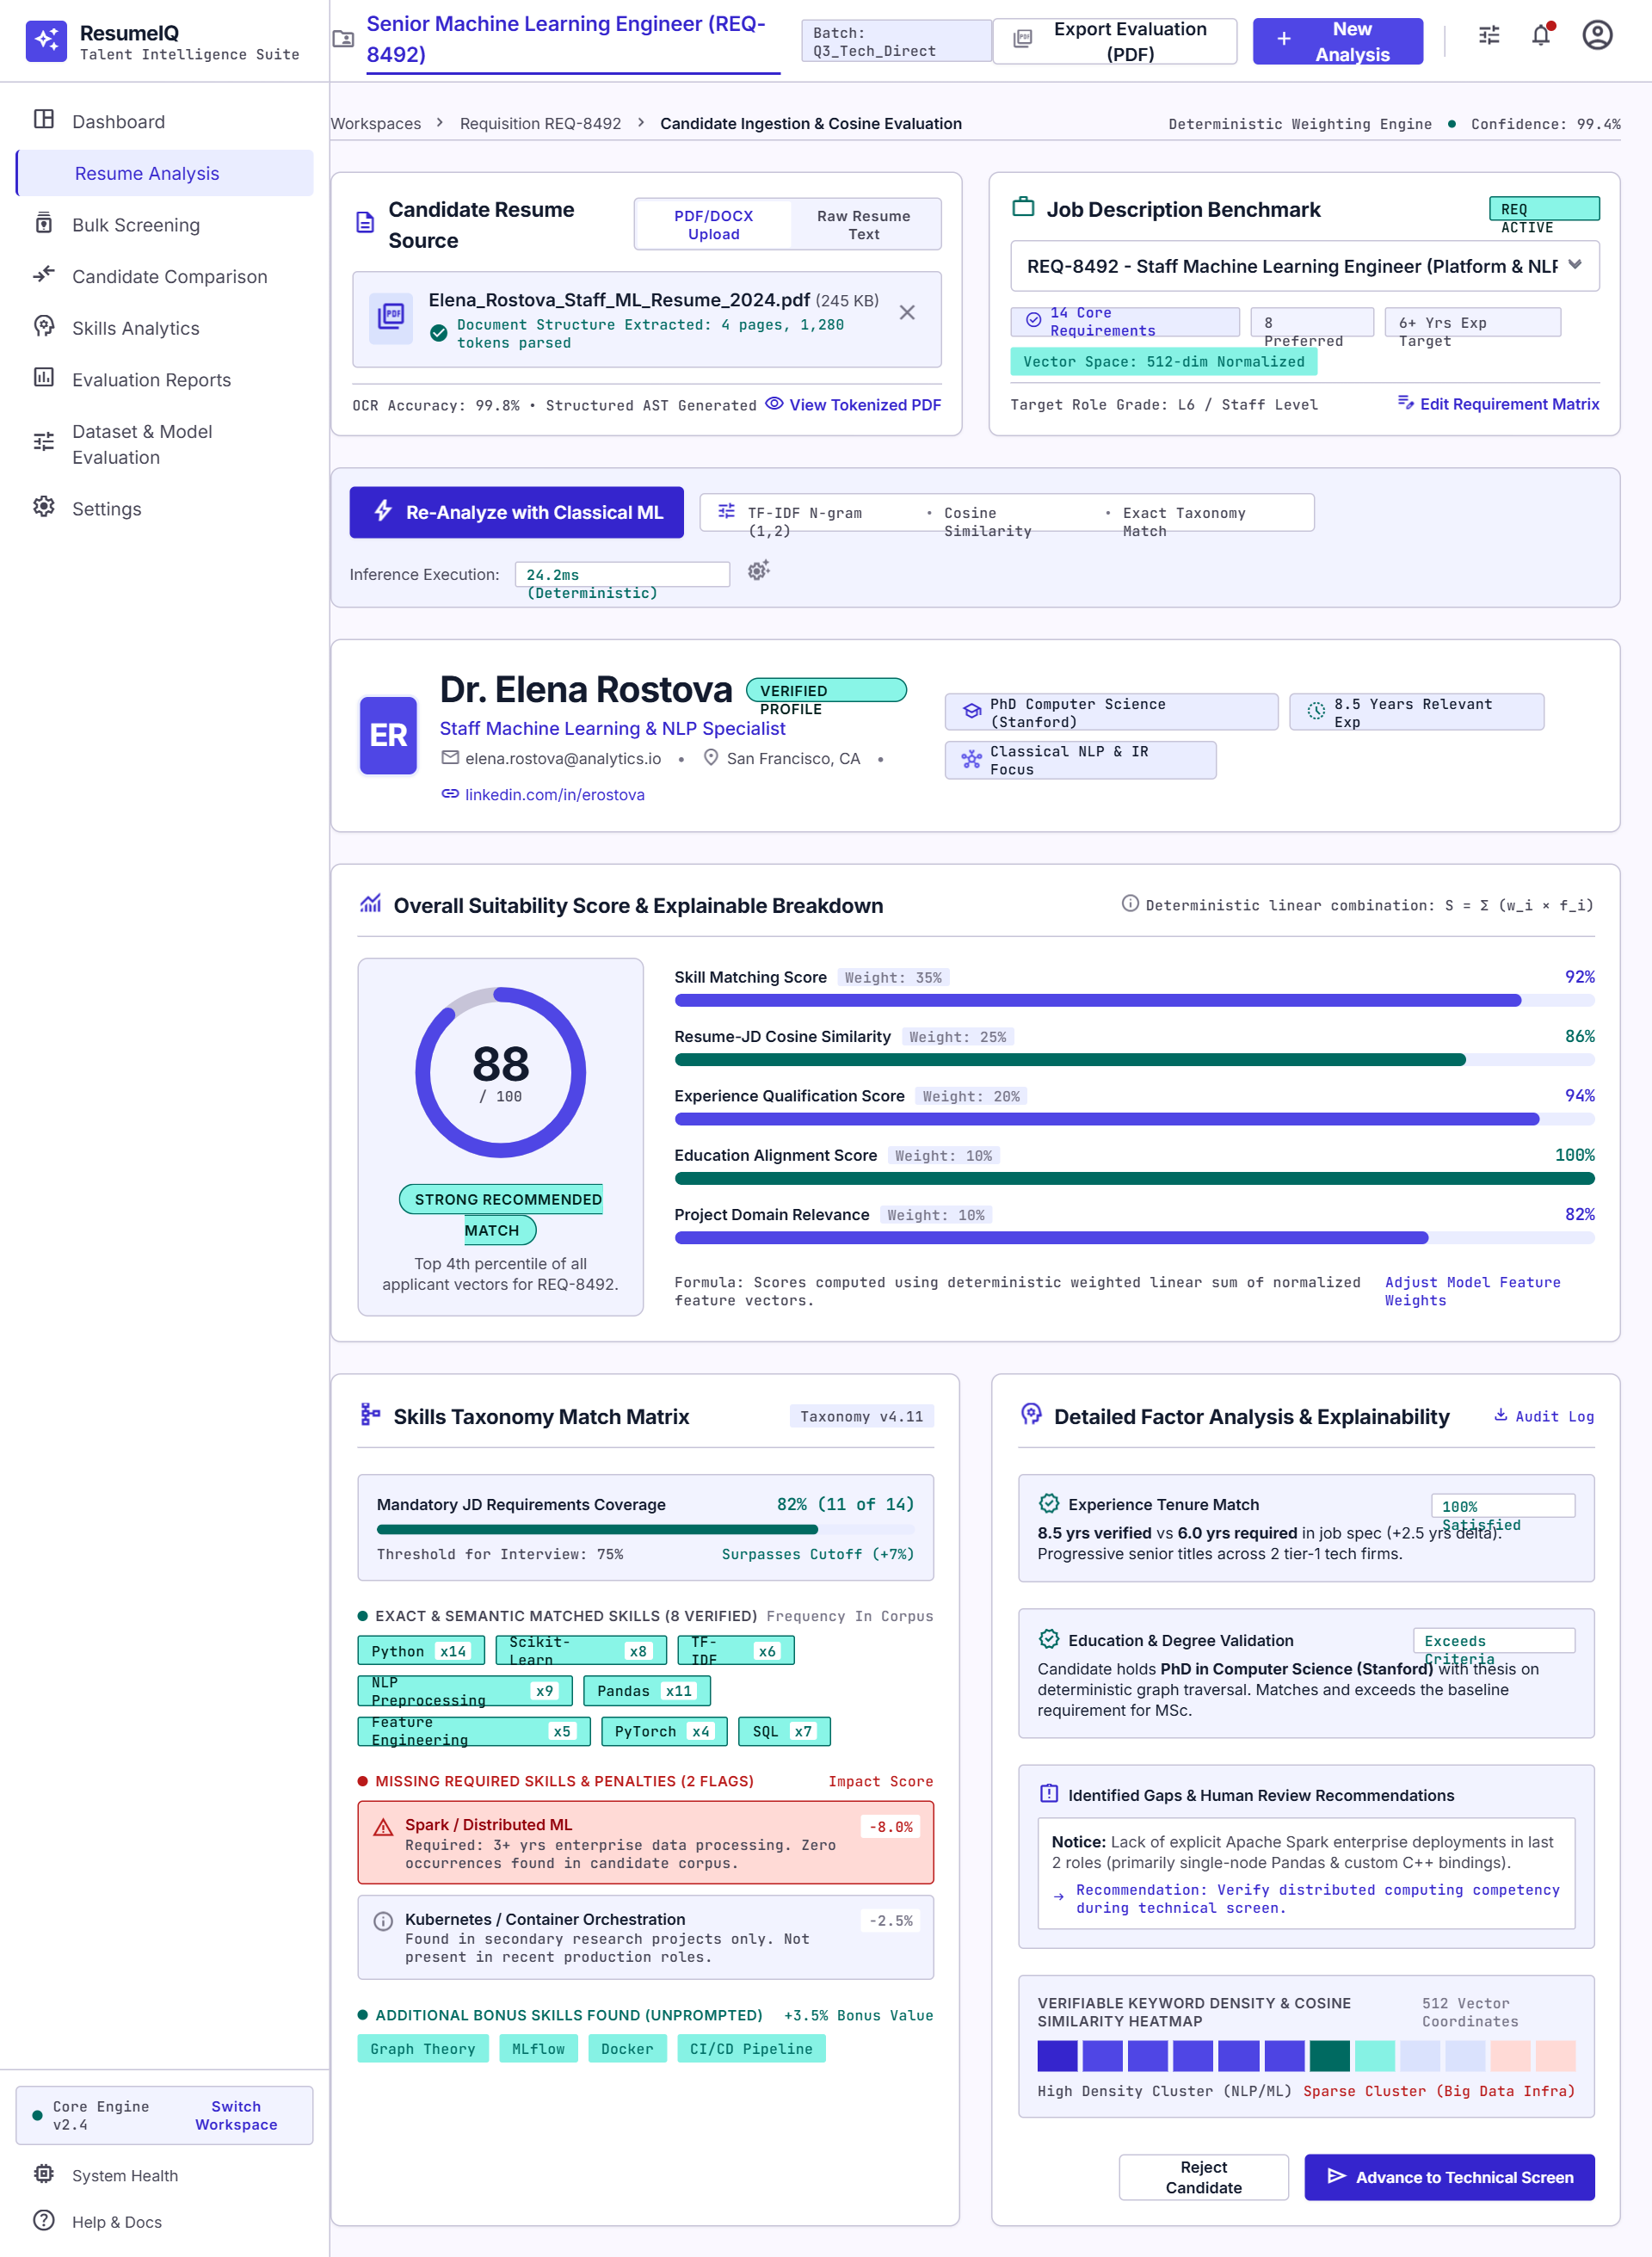 ResumeIQ
Talent Intelligence Suite
Senior Machine Learning Engineer (REQ-
8492)
Batch:
Q3_Tech_Direct
PDF
Export Evaluation
(PDF)
New
Analysis
Dashboard
Resume Analysis
Bulk Screening
Candidate Comparison
Skills Analytics
Evaluation Reports
Dataset & Model
Evaluation
Settings
Workspaces
Requisition REQ-8492
Candidate Ingestion & Cosine Evaluation
Deterministic Weighting Engine • Confidence: 99.4%
Candidate Resume
Source
PDF/DOCX
Upload
Raw Resume
Text
PDF
Elena_Rostova_Staff_ML_Resume_2024.pdf (245 KB)
Document Structure Extracted: 4 pages, 1,280
tokens parsed
OCR Accuracy: 99.8% • Structured AST Generated
View Tokenized PDF
Job Description Benchmark
REQ
ACTIVE
REQ-8492 - Staff Machine Learning Engineer (Platform & NLP
14 Core
Requirements
8
Preferred
6+ Yrs Exp
Target
Vector Space: 512-dim Normalized
Target Role Grade: L6 / Staff Level
Edit Requirement Matrix
Re-Analyze with Classical ML
TF-IDF N-gram
(1,2)
• Cosine
Similarity
• Exact Taxonomy
Match
Inference Execution:
24.2ms
(Deterministic)
ER
Dr. Elena Rostova
VERIFIED
PROFILE
Staff Machine Learning & NLP Specialist
elena.rostova@analytics.io • San Francisco, CA •
linkedin.com/in/erostova
PhD Computer Science
(Stanford)
8.5 Years Relevant
Exp
Classical NLP & IR
Focus
Overall Suitability Score & Explainable Breakdown
Deterministic linear combination: S = Σ (w_i × f_i)
88
/ 100
STRONG RECOMMENDED
MATCH
Top 4th percentile of all
applicant vectors for REQ-8492.
Skill Matching Score Weight: 35% 92%
Resume-JD Cosine Similarity Weight: 25% 86%
Experience Qualification Score Weight: 20% 94%
Education Alignment Score Weight: 10% 100%
Project Domain Relevance Weight: 10% 82%
Formula: Scores computed using deterministic weighted linear sum of normalized
feature vectors.
Adjust Model Feature
Weights
Skills Taxonomy Match Matrix
Taxonomy v4.11
Mandatory JD Requirements Coverage 82% (11 of 14)
Threshold for Interview: 75% Surpasses Cutoff (+7%)
EXACT & SEMANTIC MATCHED SKILLS (8 VERIFIED) Frequency In Corpus
Python x14
Scikit-
Learn
x8
TF-
IDF
x6
NLP
Preprocessing
x9
Pandas x11
Feature
Engineering
x5
PyTorch x4
SQL x7
MISSING REQUIRED SKILLS & PENALTIES (2 FLAGS) Impact Score
Spark / Distributed ML -8.0%
Required: 3+ yrs enterprise data processing. Zero
occurrences found in candidate corpus.
Kubernetes / Container Orchestration -2.5%
Found in secondary research projects only. Not
present in recent production roles.
ADDITIONAL BONUS SKILLS FOUND (UNPROMPTED) +3.5% Bonus Value
Graph Theory MLflow Docker CI/CD Pipeline
Detailed Factor Analysis & Explainability
Audit Log
Experience Tenure Match
100%
Satisfied
8.5 yrs verified vs 6.0 yrs required in job spec (+2.5 yrs delta).
Progressive senior titles across 2 tier-1 tech firms.
Education & Degree Validation
Exceeds
Criteria
Candidate holds PhD in Computer Science (Stanford) with thesis on
deterministic graph traversal. Matches and exceeds the baseline
requirement for MSc.
Identified Gaps & Human Review Recommendations
Notice: Lack of explicit Apache Spark enterprise deployments in last
2 roles (primarily single-node Pandas & custom C++ bindings).
→ Recommendation: Verify distributed computing competency
during technical screen.
VERIFIABLE KEYWORD DENSITY & COSINE
SIMILARITY HEATMAP
512 Vector
Coordinates
High Density Cluster (NLP/ML) Sparse Cluster (Big Data Infra)
Reject
Candidate
Advance to Technical Screen
Core Engine
v2.4
Switch
Workspace
System Health
Help & Docs